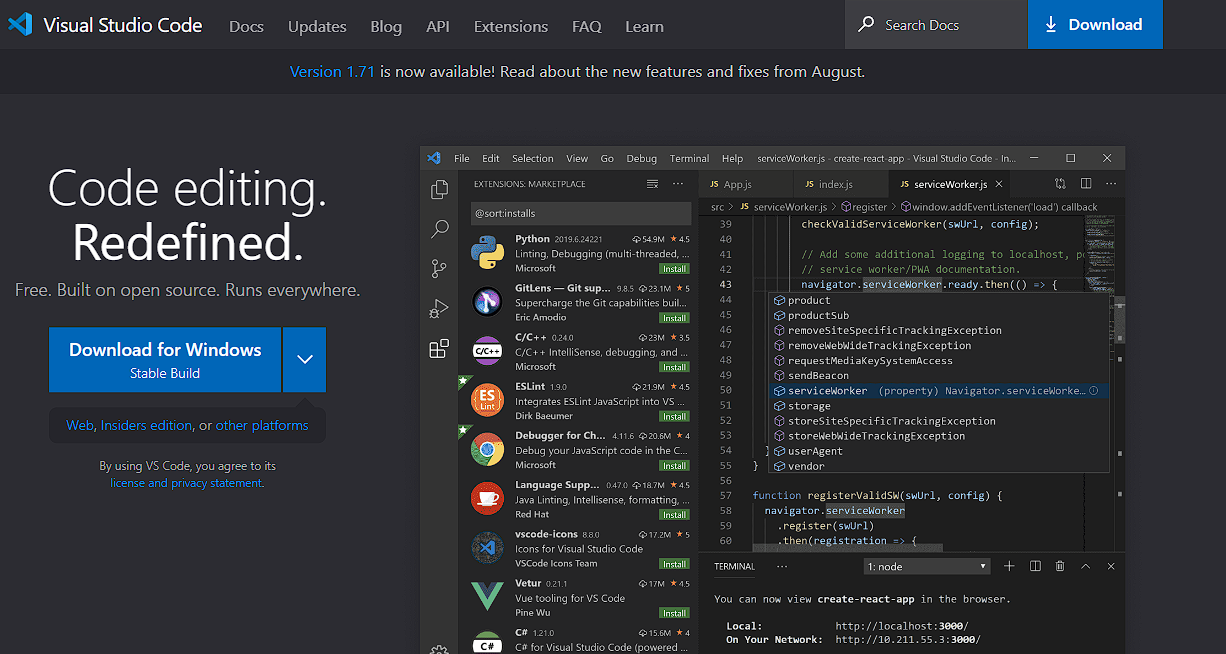 Visual Studio Code Docs Updates Blog API Extensions FAQ Learn Search Docs Download
Version 1.71 is now available! Read about the new features and fixes from August.
Code editing.
Redefined.
Free. Built on open source. Runs everywhere.
Download for Windows
Stable Build
Web, Insiders edition, or other platforms
By using VS Code, you agree to its
license and privacy statement.
File Edit Selection View Go Debug Terminal Help serviceWorker.js - create-react-app - Visual Studio Code - In...
EXTENSIONS: MARKETPLACE
@sort:installs
Python 2019.6.24221 54.9M ★ 4.5
Linting, Debugging (multi-threaded, ...
Microsoft Install
GitLens — Git sup... 9.8.5 23.1M ★ 5
Supercharge the Git capabilities buil...
Eric Amodio Install
C/C++
C/C++ 0.24.0 23M ★ 3.5
C/C++ IntelliSense, debugging, and ...
Microsoft Install
ES
Lint
ESLint 1.9.0 21.9M ★ 4.5
Integrates ESLint JavaScript into VS ...
Dirk Baeumer Install
Debugger for Ch... 4.11.6 20.6M ★ 4
Debug your JavaScript code in the C...
Microsoft Install
Language Supp... 0.47.0 18.7M ★ 4.5
Java Linting, Intellisense, formatting, ...
Red Hat Install
vscode-icons 8.8.0 17.2M ★ 5
Icons for Visual Studio Code
VSCode Icons Team Install
Vetur 0.21.1 17M ★ 4.5
Vue tooling for VS Code
Pine Wu Install
C#
C# 1.21.0 15.6M ★ 4
C# for Visual Studio Code (powered ...
JS App.js JS index.js JS serviceWorker.js
src > JS serviceWorker.js > register > window.addEventListener('load') callback
39 checkValidServiceWorker(swUrl, config);
40
41 // Add some additional logging to localhost, po
42 // service worker/PWA documentation.
43 navigator.serviceWorker.ready.then(() => {
44 product
45 productSub
46 removeSiteSpecificTrackingException
47 removeWebWideTrackingException
48 requestMediaKeySystemAccess
49 sendBeacon
50 serviceWorker (property) Navigator.serviceWorke...
51 storage
52 storeSiteSpecificTrackingException
53 storeWebWideTrackingException
54 } userAgent
55 } vendor
56
57 function registerValidSW(swUrl, config) {
58 navigator.serviceWorker
59 .register(swUrl)
60 .then(registration => {
TERMINAL ... 1: node
You can now view create-react-app in the browser.
Local: http://localhost:3000/
On Your Network: http://10.211.55.3:3000/